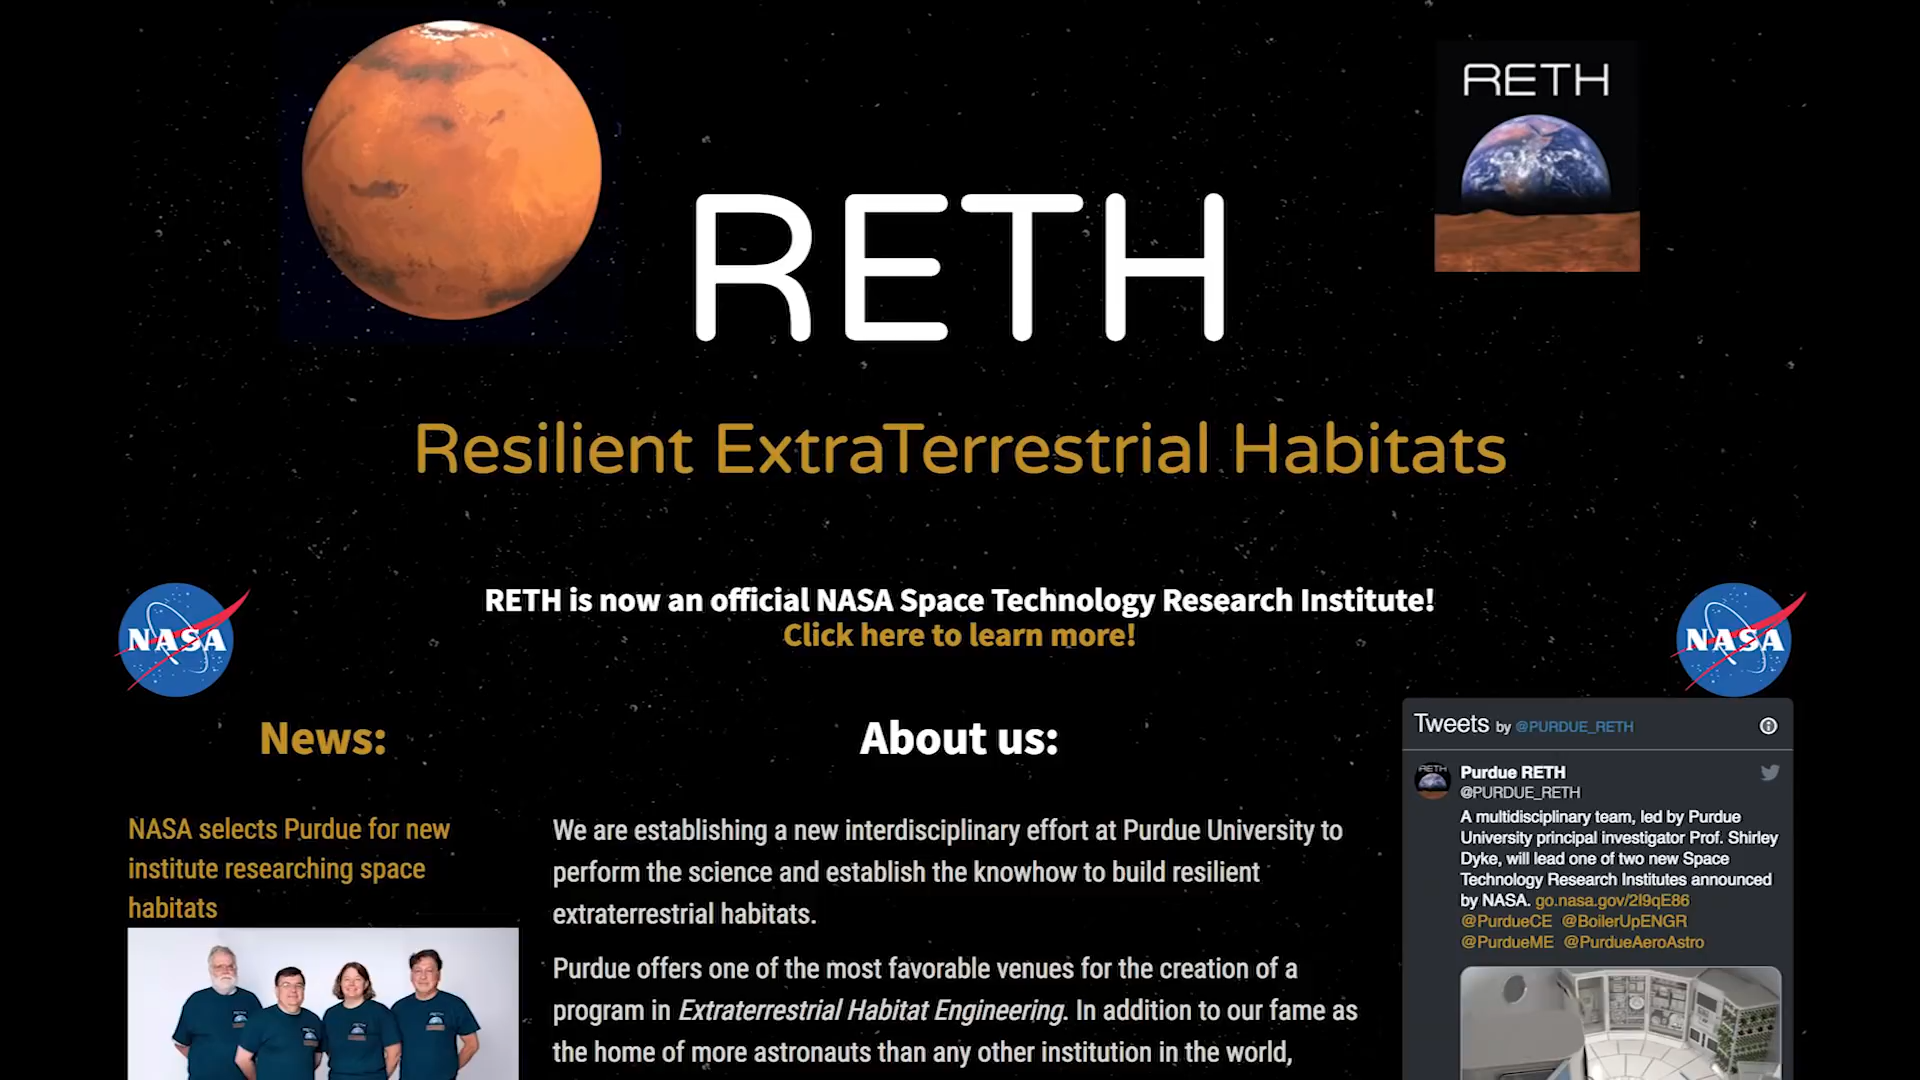 RETH
RETH
Resilient ExtraTerrestrial Habitats
NASA
RETH is now an official NASA Space Technology Research Institute!
Click here to learn more!
NASA
News:
NASA selects Purdue for new
institute researching space
habitats
About us:
We are establishing a new interdisciplinary effort at Purdue University to
perform the science and establish the knowhow to build resilient
extraterrestrial habitats.
Purdue offers one of the most favorable venues for the creation of a
program in Extraterrestrial Habitat Engineering. In addition to our fame as
the home of more astronauts than any other institution in the world,
Tweets by @PURDUE_RETH
RETH
Purdue RETH
@PURDUE_RETH
A multidisciplinary team, led by Purdue
University principal investigator Prof. Shirley
Dyke, will lead one of two new Space
Technology Research Institutes announced
by NASA. go.nasa.gov/2I9qE86
@PurdueCE @BoilerUpENGR
@PurdueME @PurdueAeroAstro